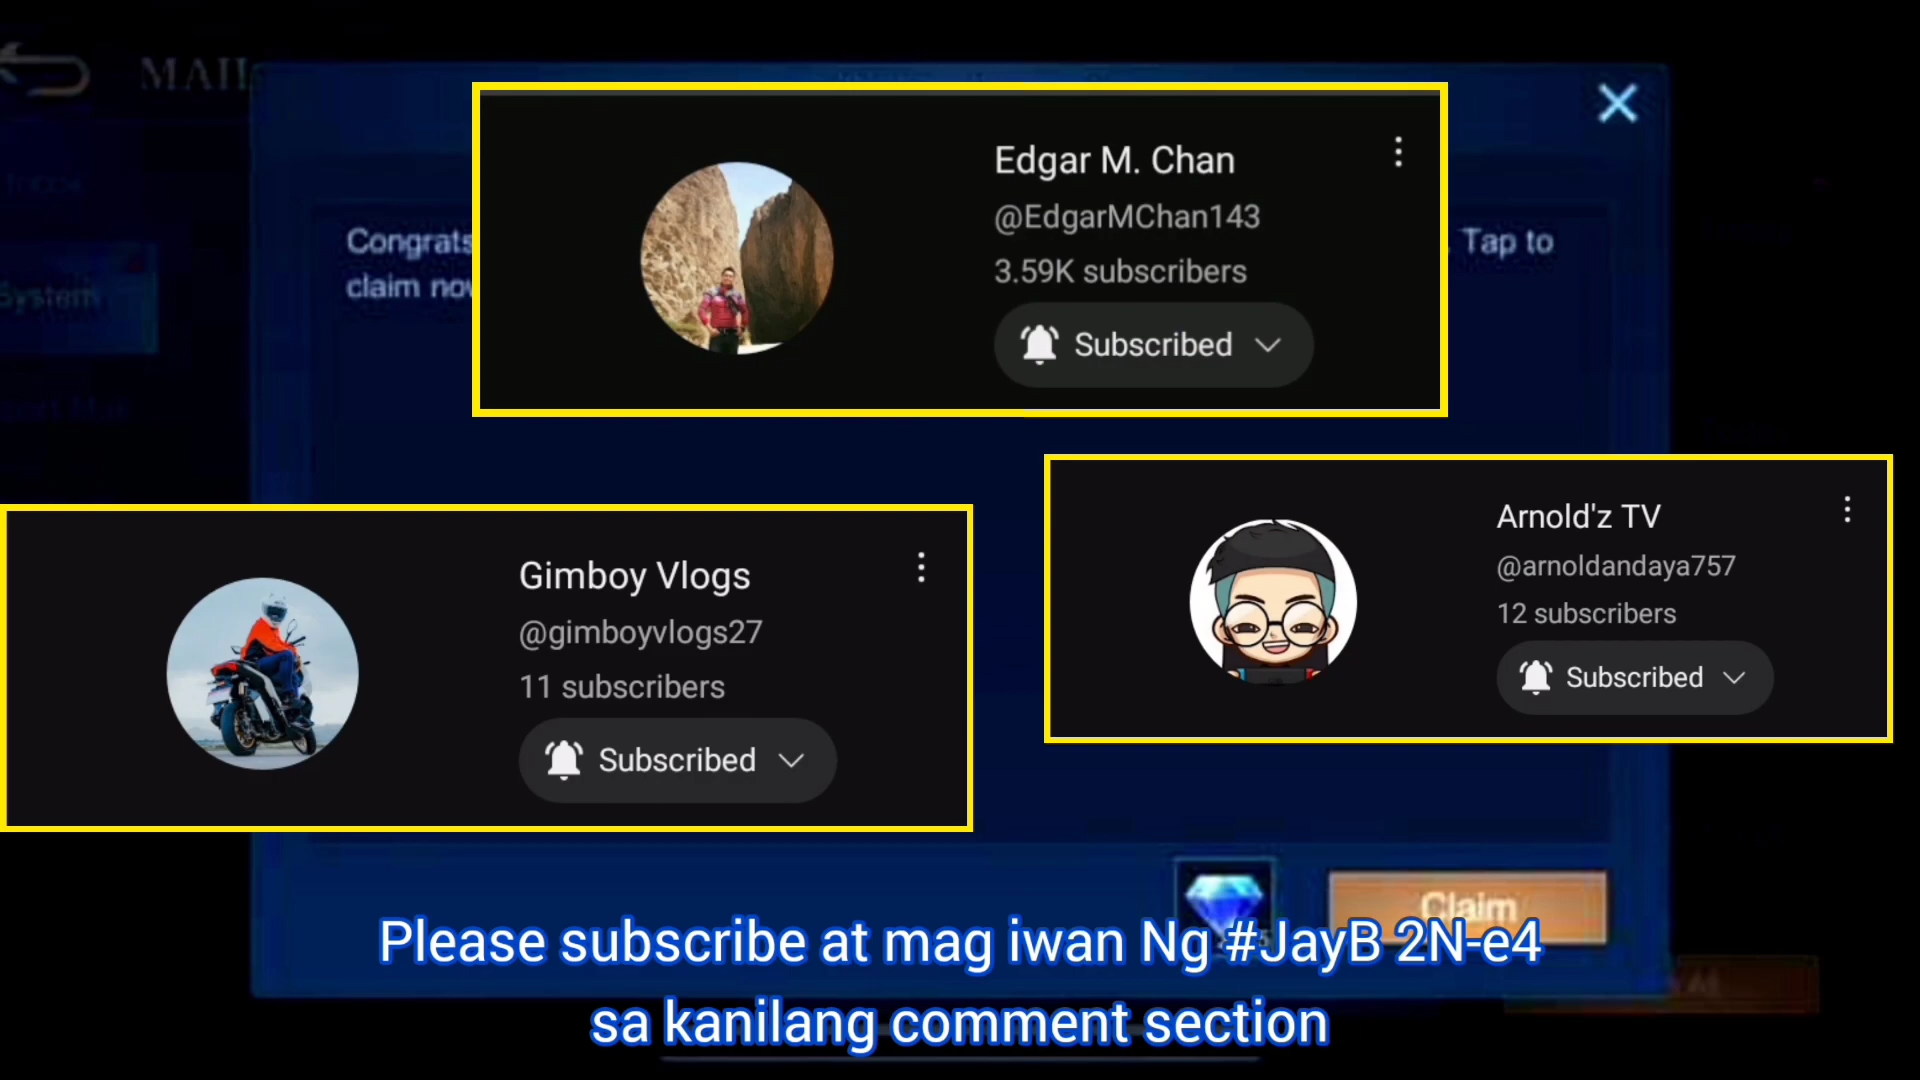 MAIL
Edgar M. Chan
@EdgarMChan143
3.59K subscribers
Subscribed
Congrats
. Tap to
claim now
System
Arnold'z TV
@arnoldandaya757
12 subscribers
Subscribed
Gimboy Vlogs
@gimboyvlogs27
11 subscribers
Subscribed
Claim
Please subscribe at mag iwan Ng #JayB 2N-e4
sa kanilang comment section